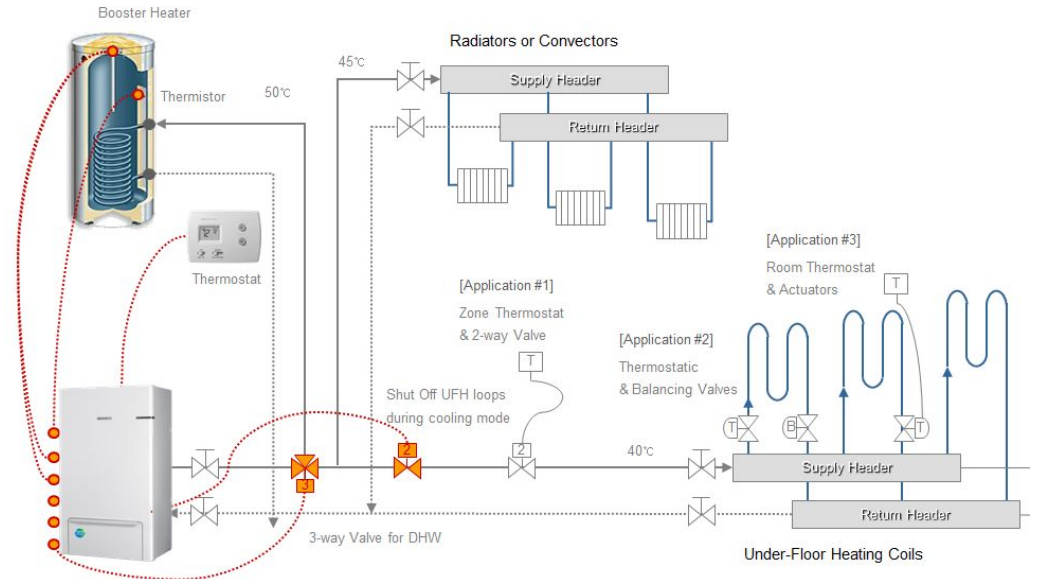 Booster Heater
Radiators or Convectors
45℃
Supply Header
Thermistor
50℃
Return Header
[Application #3]
Room Thermostat
& Actuators
T
Thermostat
[Application #1]
Zone Thermostat
& 2-way Valve
T
[Application #2]
Thermostatic
& Balancing Valves
Shut Off UFH loops
during cooling mode
T
B
T
2
2
40℃
3
Supply Header
Return Header
3-way Valve for DHW
Under-Floor Heating Coils